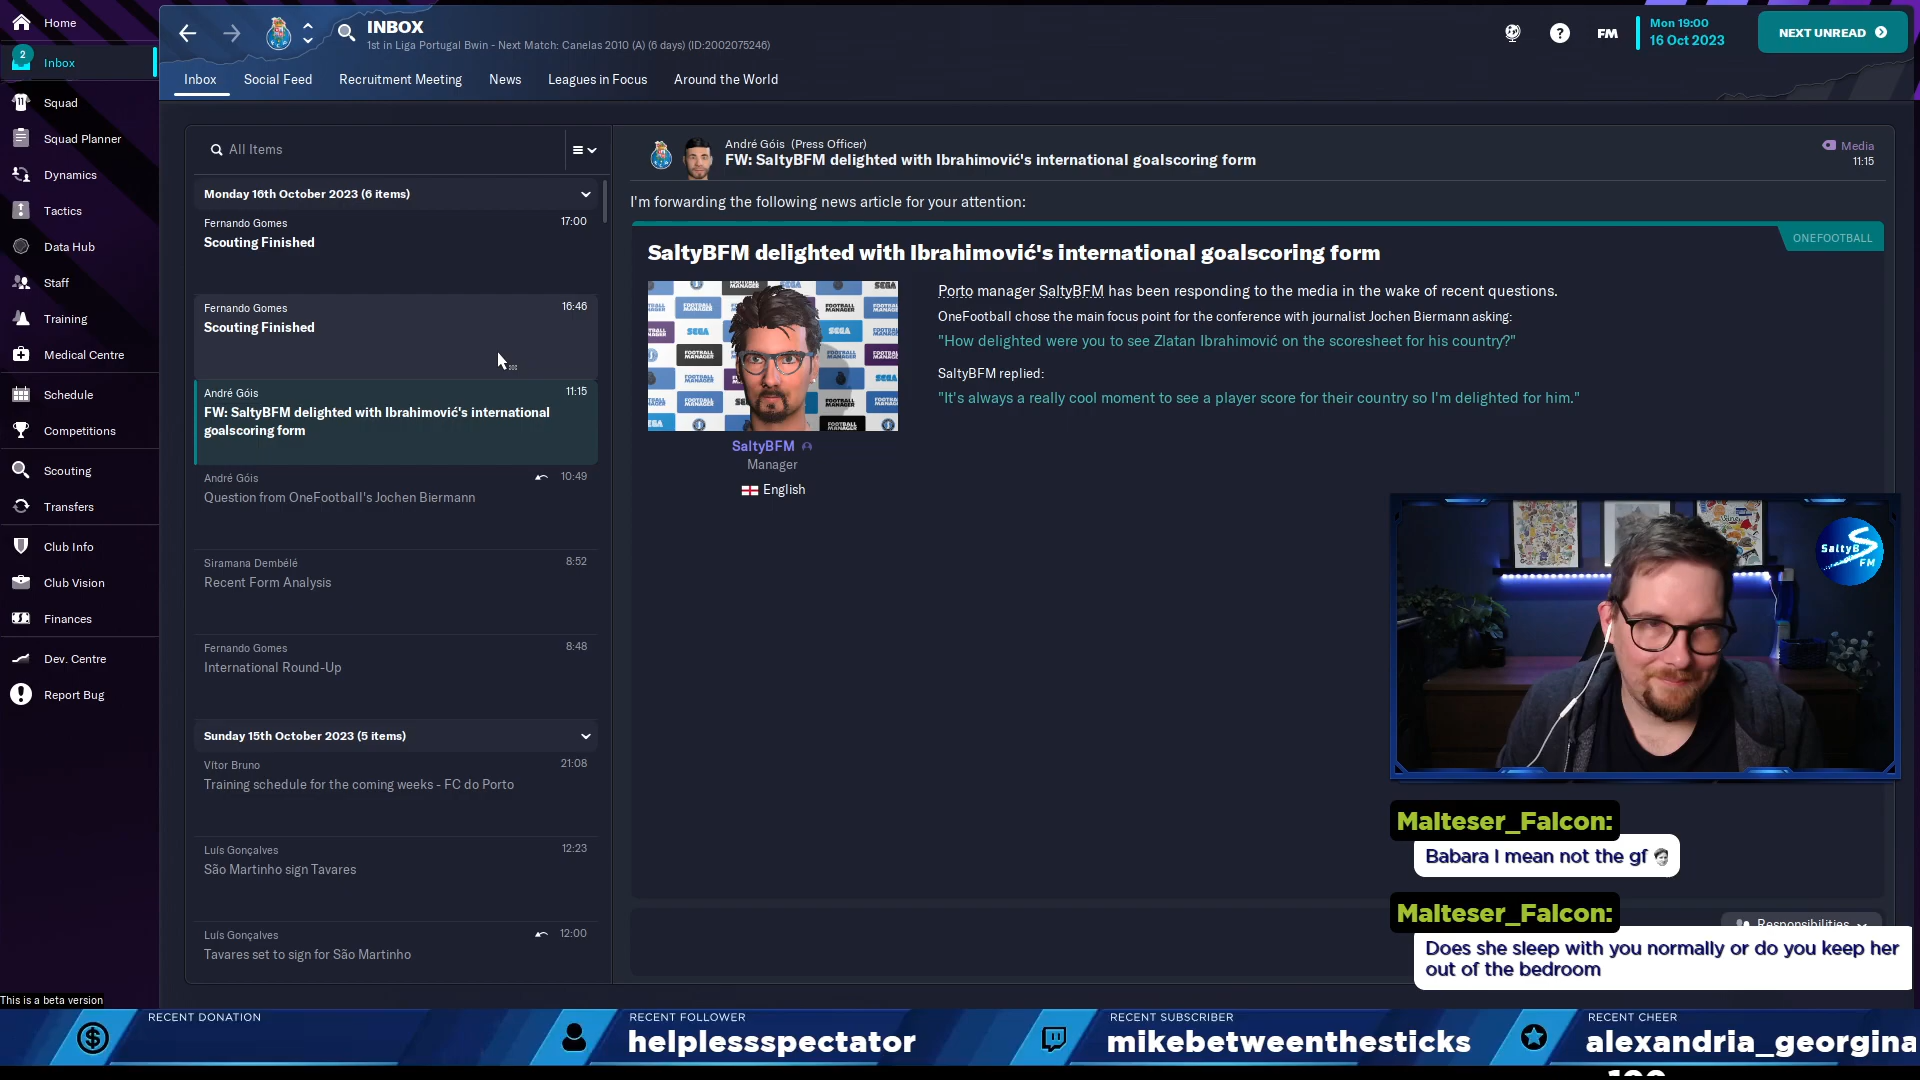 Home
2
Inbox
Squad
Squad Planner
Dynamics
Tactics
Data Hub
Staff
Training
Medical Centre
Schedule
Competitions
Scouting
Transfers
Club Info
Club Vision
Finances
Dev. Centre
Report Bug
This is a beta version
INBOX
1st in Liga Portugal Bwin - Next Match: Canelas 2010 (A) (6 days) (ID:2002075246)
FM
Mon 19:00
16 Oct 2023
NEXT UNREAD
Inbox
Social Feed
Recruitment Meeting
News
Leagues in Focus
Around the World
All Items
Monday 16th October 2023 (6 items)
Fernando Gomes
17:00
Scouting Finished
Fernando Gomes
16:46
Scouting Finished
André Góis
11:15
FW: SaltyBFM delighted with Ibrahimović's international
goalscoring form
André Góis
10:49
Question from OneFootball's Jochen Biermann
Siramana Dembélé
8:52
Recent Form Analysis
Fernando Gomes
8:48
International Round-Up
Sunday 15th October 2023 (5 items)
Vítor Bruno
21:08
Training schedule for the coming weeks - FC do Porto
Luís Gonçalves
12:23
São Martinho sign Tavares
Luís Gonçalves
12:00
Tavares set to sign for São Martinho
André Góis (Press Officer)
FW: SaltyBFM delighted with Ibrahimović's international goalscoring form
Media
11:15
I'm forwarding the following news article for your attention:
ONEFOOTBALL
SaltyBFM delighted with Ibrahimović's international goalscoring form
Porto manager SaltyBFM has been responding to the media in the wake of recent questions.
OneFootball chose the main focus point for the conference with journalist Jochen Biermann asking:
"How delighted were you to see Zlatan Ibrahimović on the scoresheet for his country?"
SaltyBFM replied:
"It's always a really cool moment to see a player score for their country so I'm delighted for him."
SaltyBFM
Manager
English
SaltyB
FM
Malteser_Falcon:
Babara I mean not the gf
Malteser_Falcon:
Responsibilities
Does she sleep with you normally or do you keep her
out of the bedroom
RECENT DONATION
RECENT FOLLOWER
helplessspectator
RECENT SUBSCRIBER
mikebetweenthesticks
RECENT CHEER
alexandria_georgina